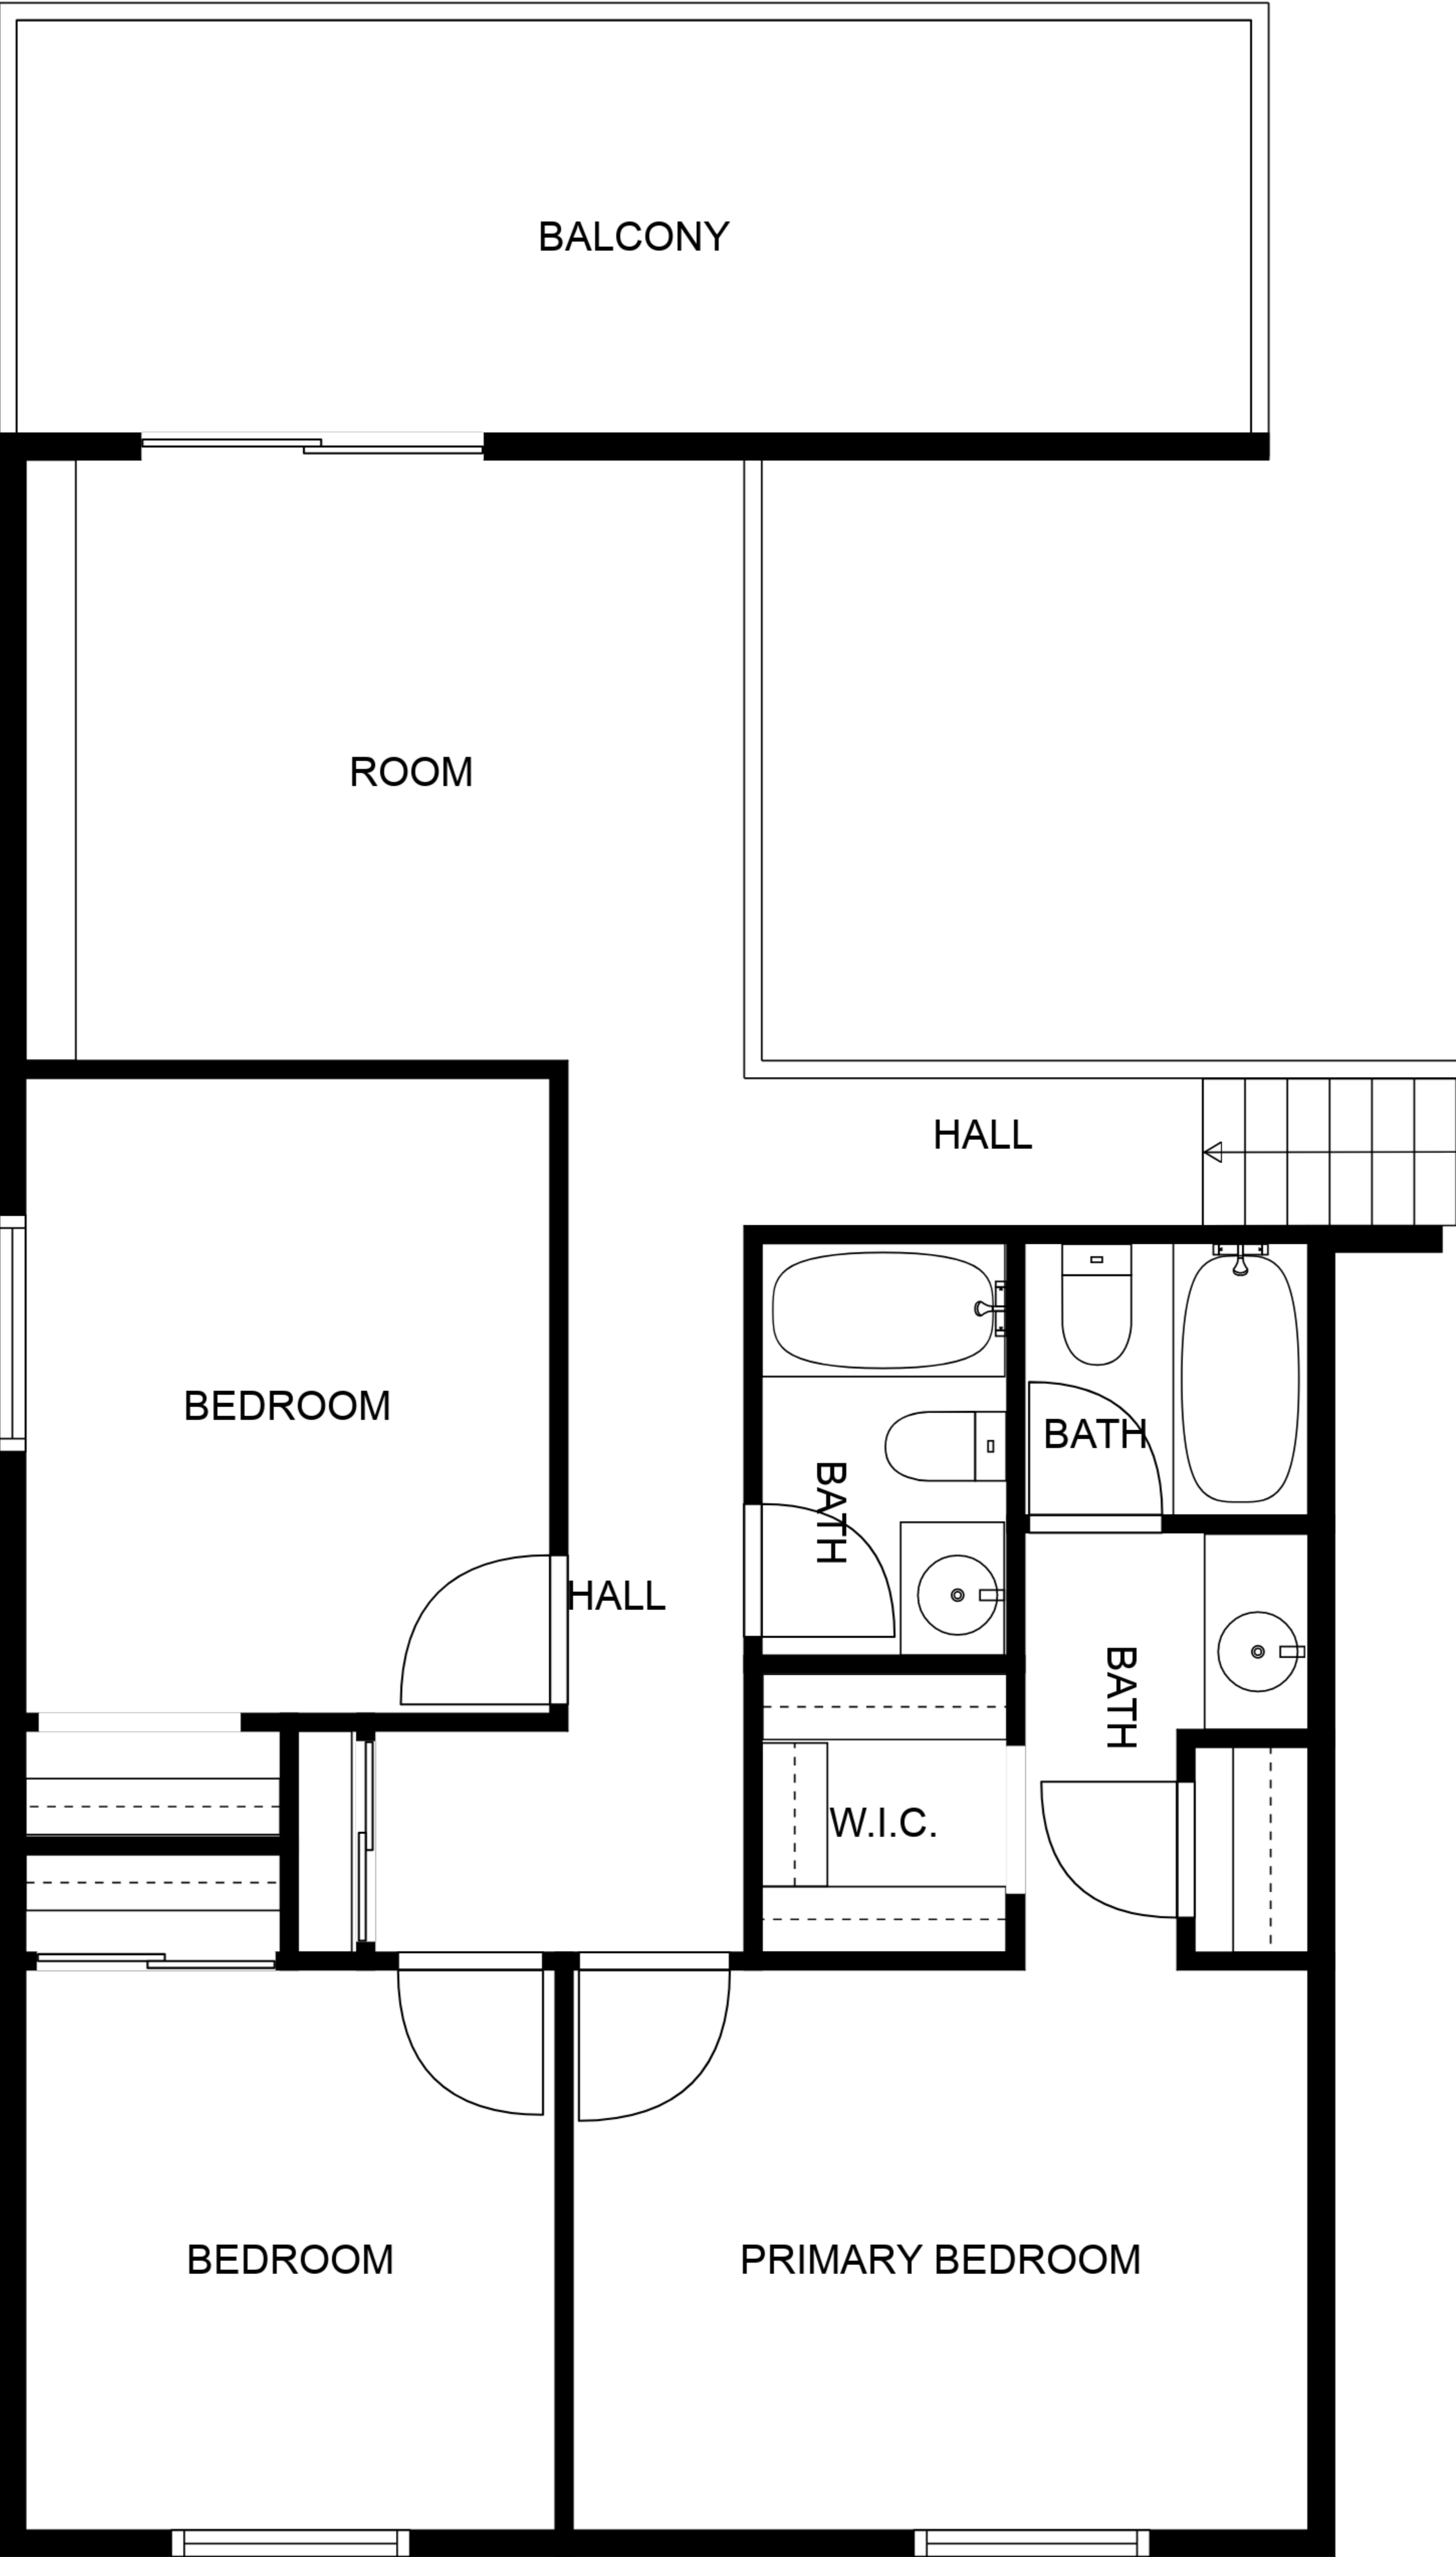 BALCONY
ROOM
HALL
BEDROOM
BATH
BATH
HALL
BATH
W.I.C.
BEDROOM
PRIMARY BEDROOM